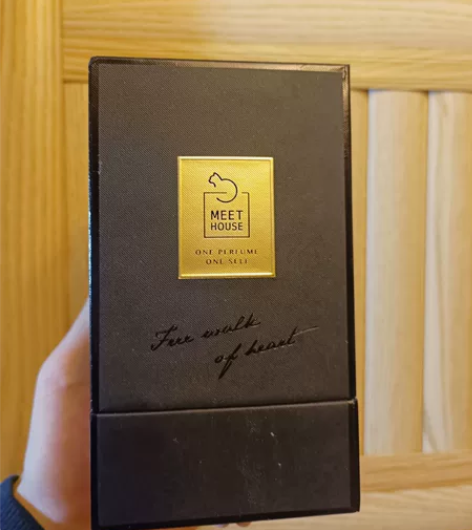 MEET
HOUSE
ONE PERFUME
ONE SELF
Free walk
of heart